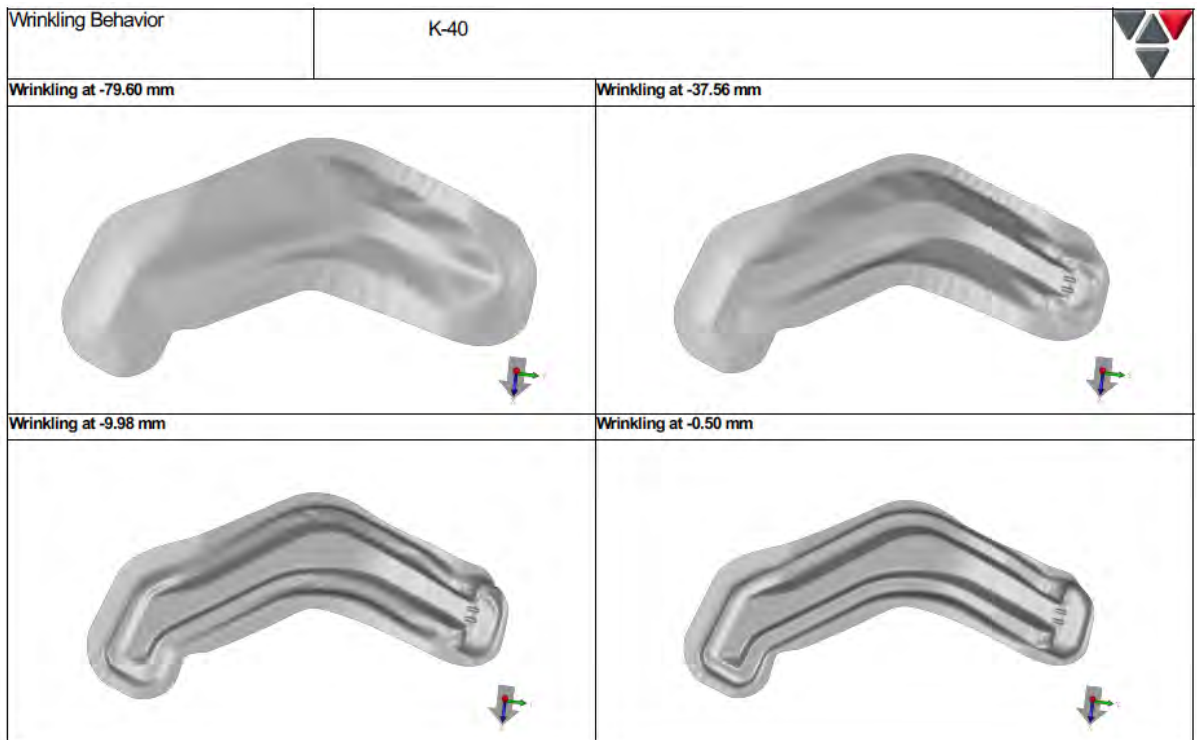 Wrinkling Behavior
K-40
Wrinkling at -79.60 mm
Wrinkling at -37.56 mm
Wrinkling at -9.98 mm
Wrinkling at -0.50 mm